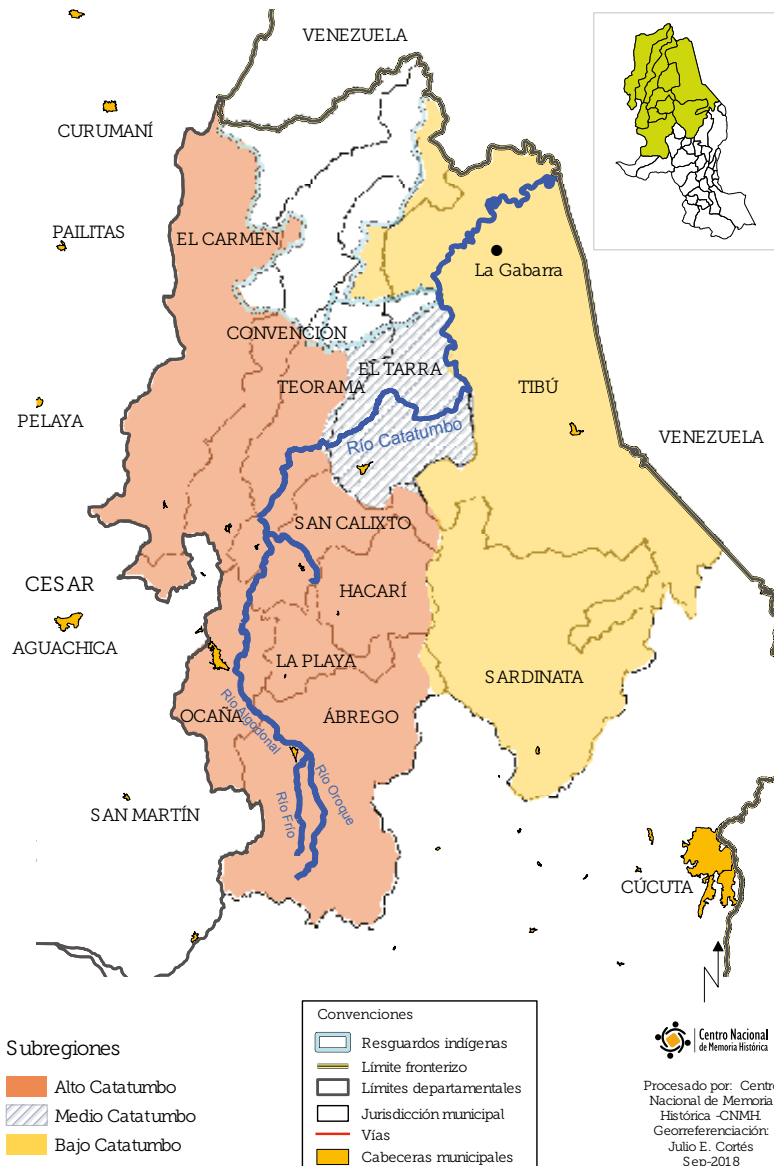 VENEZUELA
CURUMANÍ
PAILITAS
EL CARMEN
La Gabarra
CONVENCIÓN
EL TARRA
TEORAMA
TIBÚ
PELAYA
Río Catatumbo
VENEZUELA
SAN CALIXTO
CESAR
HACARÍ
AGUACHICA
LA PLAYA
SARDINATA
OCAÑA
ÁBREGO
Río Algodonal
Río Oroque
Río Frío
SAN MARTÍN
CÚCUTA
N
Subregiones
Alto Catatumbo
Medio Catatumbo
Bajo Catatumbo
Convenciones
Resguardos indígenas
Límite fronterizo
Límites departamentales
Jurisdicción municipal
Vías
Cabeceras municipales
Centro Nacional
de Memoria Histórica
Procesado por: Centro
Nacional de Memoria
Histórica -CNMH.
Georreferenciación:
Julio E. Cortés
Sep-2018